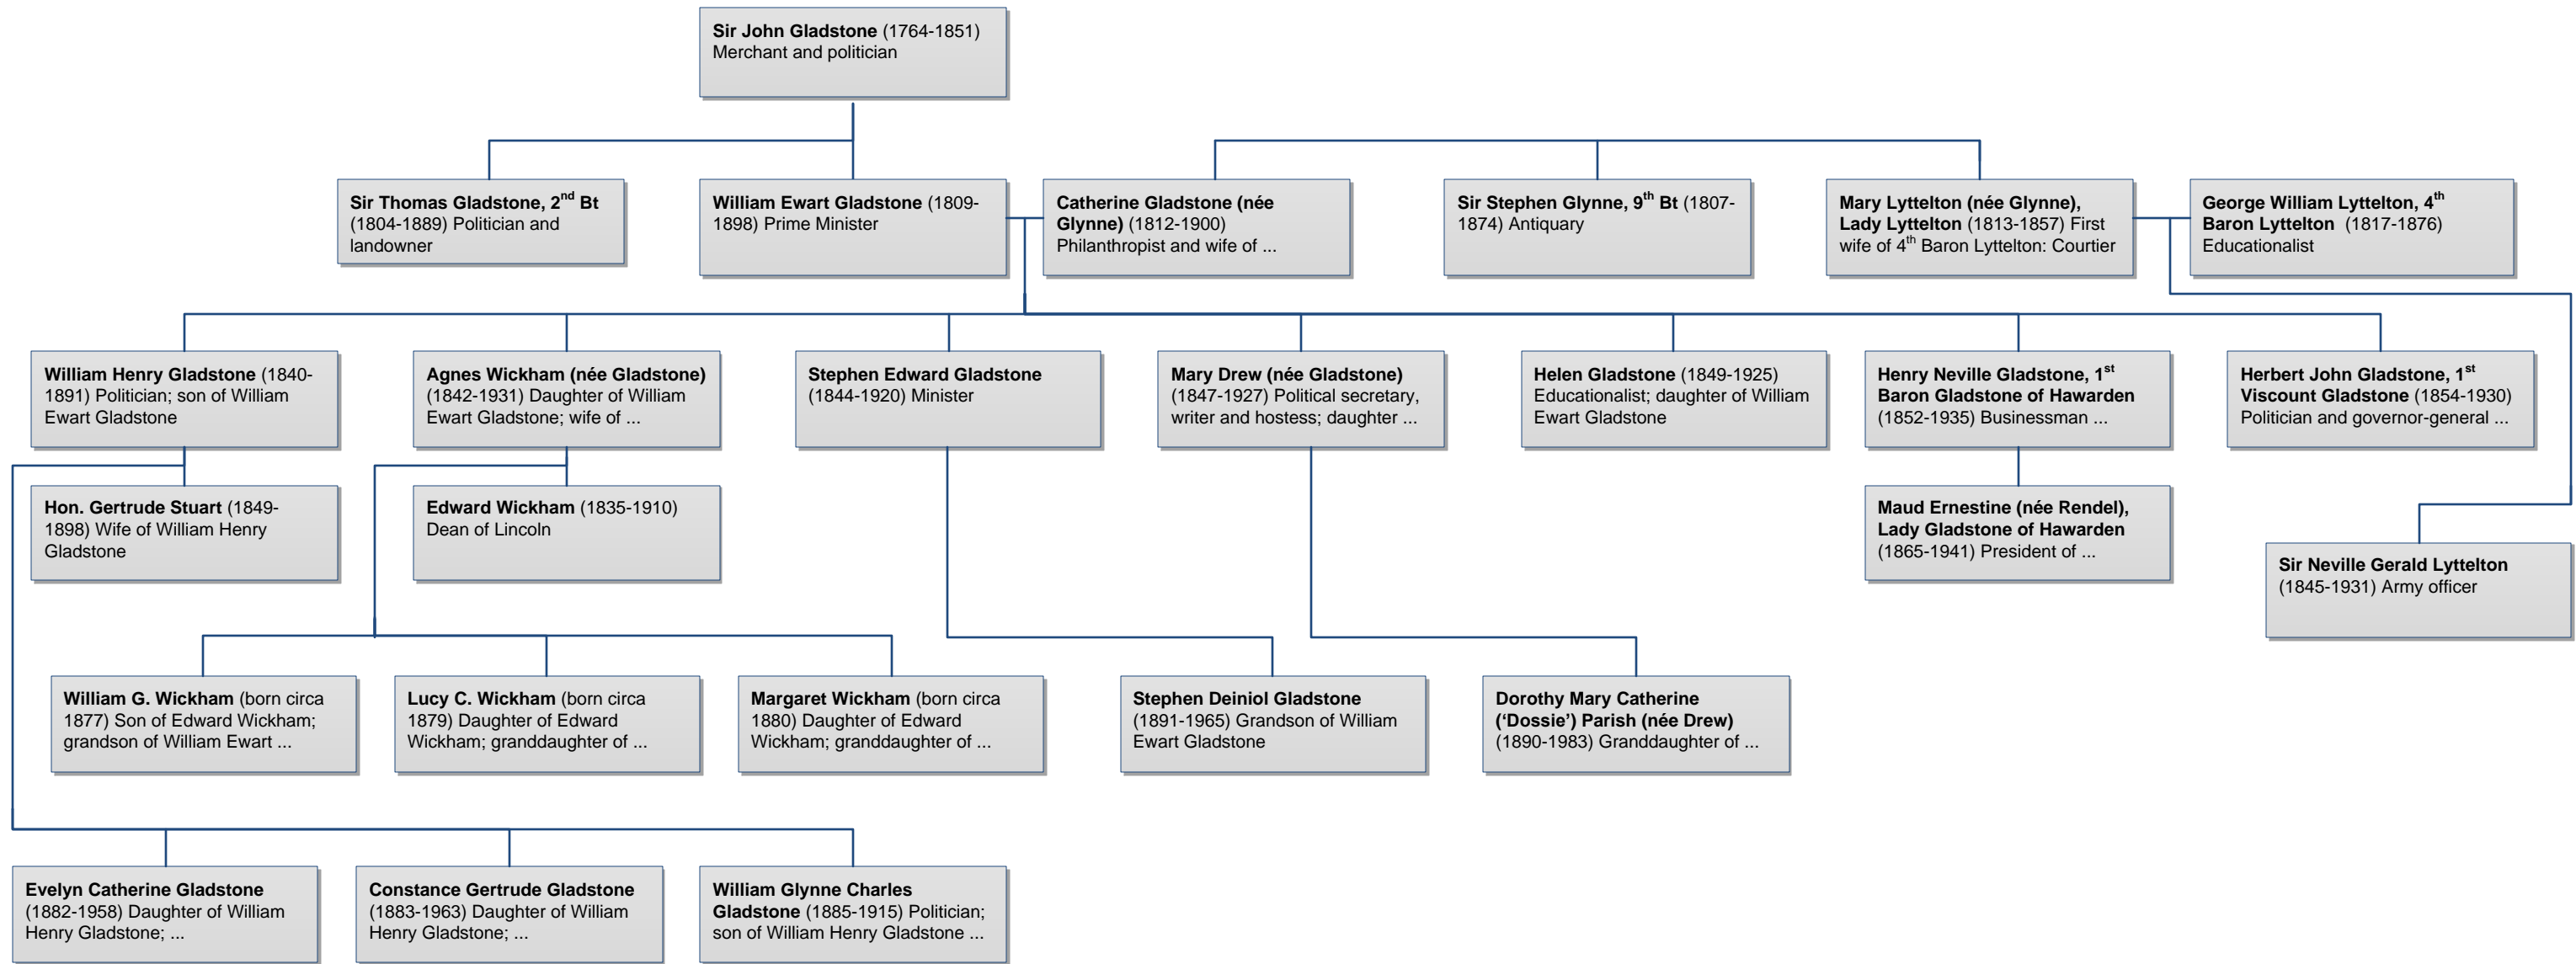 Sir John Gladstone (1764-1851)
Merchant and politician
Sir Thomas Gladstone, 2nd Bt
(1804-1889) Politician and
landowner
William Ewart Gladstone (1809-
1898) Prime Minister
Catherine Gladstone (née
Glynne) (1812-1900)
Philanthropist and wife of ...
Sir Stephen Glynne, 9th Bt (1807-
1874) Antiquary
Mary Lyttelton (née Glynne),
Lady Lyttelton (1813-1857) First
wife of 4th Baron Lyttelton: Courtier
George William Lyttelton, 4th
Baron Lyttelton (1817-1876)
Educationalist
William Henry Gladstone (1840-
1891) Politician; son of William
Ewart Gladstone
Agnes Wickham (née Gladstone)
(1842-1931) Daughter of William
Ewart Gladstone; wife of ...
Stephen Edward Gladstone
(1844-1920) Minister
Mary Drew (née Gladstone)
(1847-1927) Political secretary,
writer and hostess; daughter ...
Helen Gladstone (1849-1925)
Educationalist; daughter of William
Ewart Gladstone
Henry Neville Gladstone, 1st
Baron Gladstone of Hawarden
(1852-1935) Businessman ...
Herbert John Gladstone, 1st
Viscount Gladstone (1854-1930)
Politician and governor-general ...
Hon. Gertrude Stuart (1849-
1898) Wife of William Henry
Gladstone
Edward Wickham (1835-1910)
Dean of Lincoln
Maud Ernestine (née Rendel),
Lady Gladstone of Hawarden
(1865-1941) President of ...
Sir Neville Gerald Lyttelton
(1845-1931) Army officer
William G. Wickham (born circa
1877) Son of Edward Wickham;
grandson of William Ewart ...
Lucy C. Wickham (born circa
1879) Daughter of Edward
Wickham; granddaughter of ...
Margaret Wickham (born circa
1880) Daughter of Edward
Wickham; granddaughter of ...
Stephen Deiniol Gladstone
(1891-1965) Grandson of William
Ewart Gladstone
Dorothy Mary Catherine
(‘Dossie’) Parish (née Drew)
(1890-1983) Granddaughter of ...
Evelyn Catherine Gladstone
(1882-1958) Daughter of William
Henry Gladstone; ...
Constance Gertrude Gladstone
(1883-1963) Daughter of William
Henry Gladstone; ...
William Glynne Charles
Gladstone (1885-1915) Politician;
son of William Henry Gladstone ...